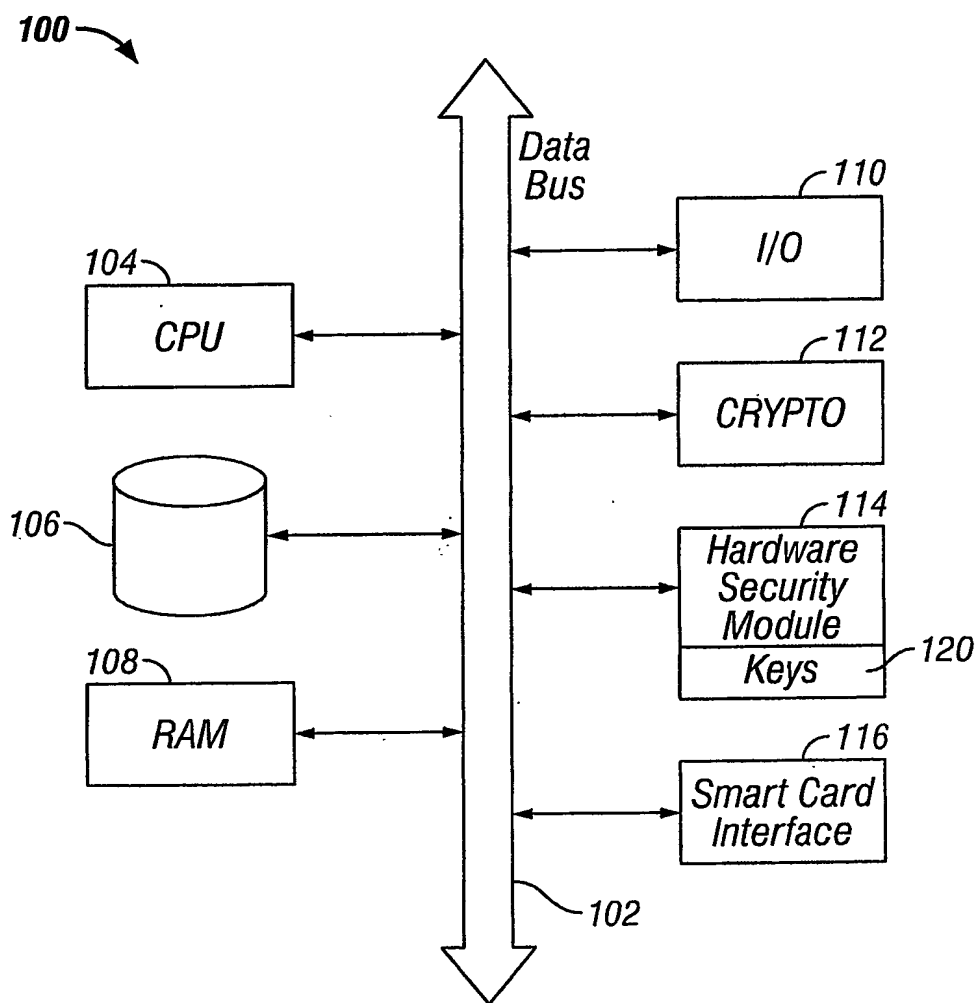 100
Data
Bus
110
I/O
104
CPU
112
CRYPTO
106
114
Hardware
Security
Module
Keys
120
108
RAM
116
Smart Card
Interface
102